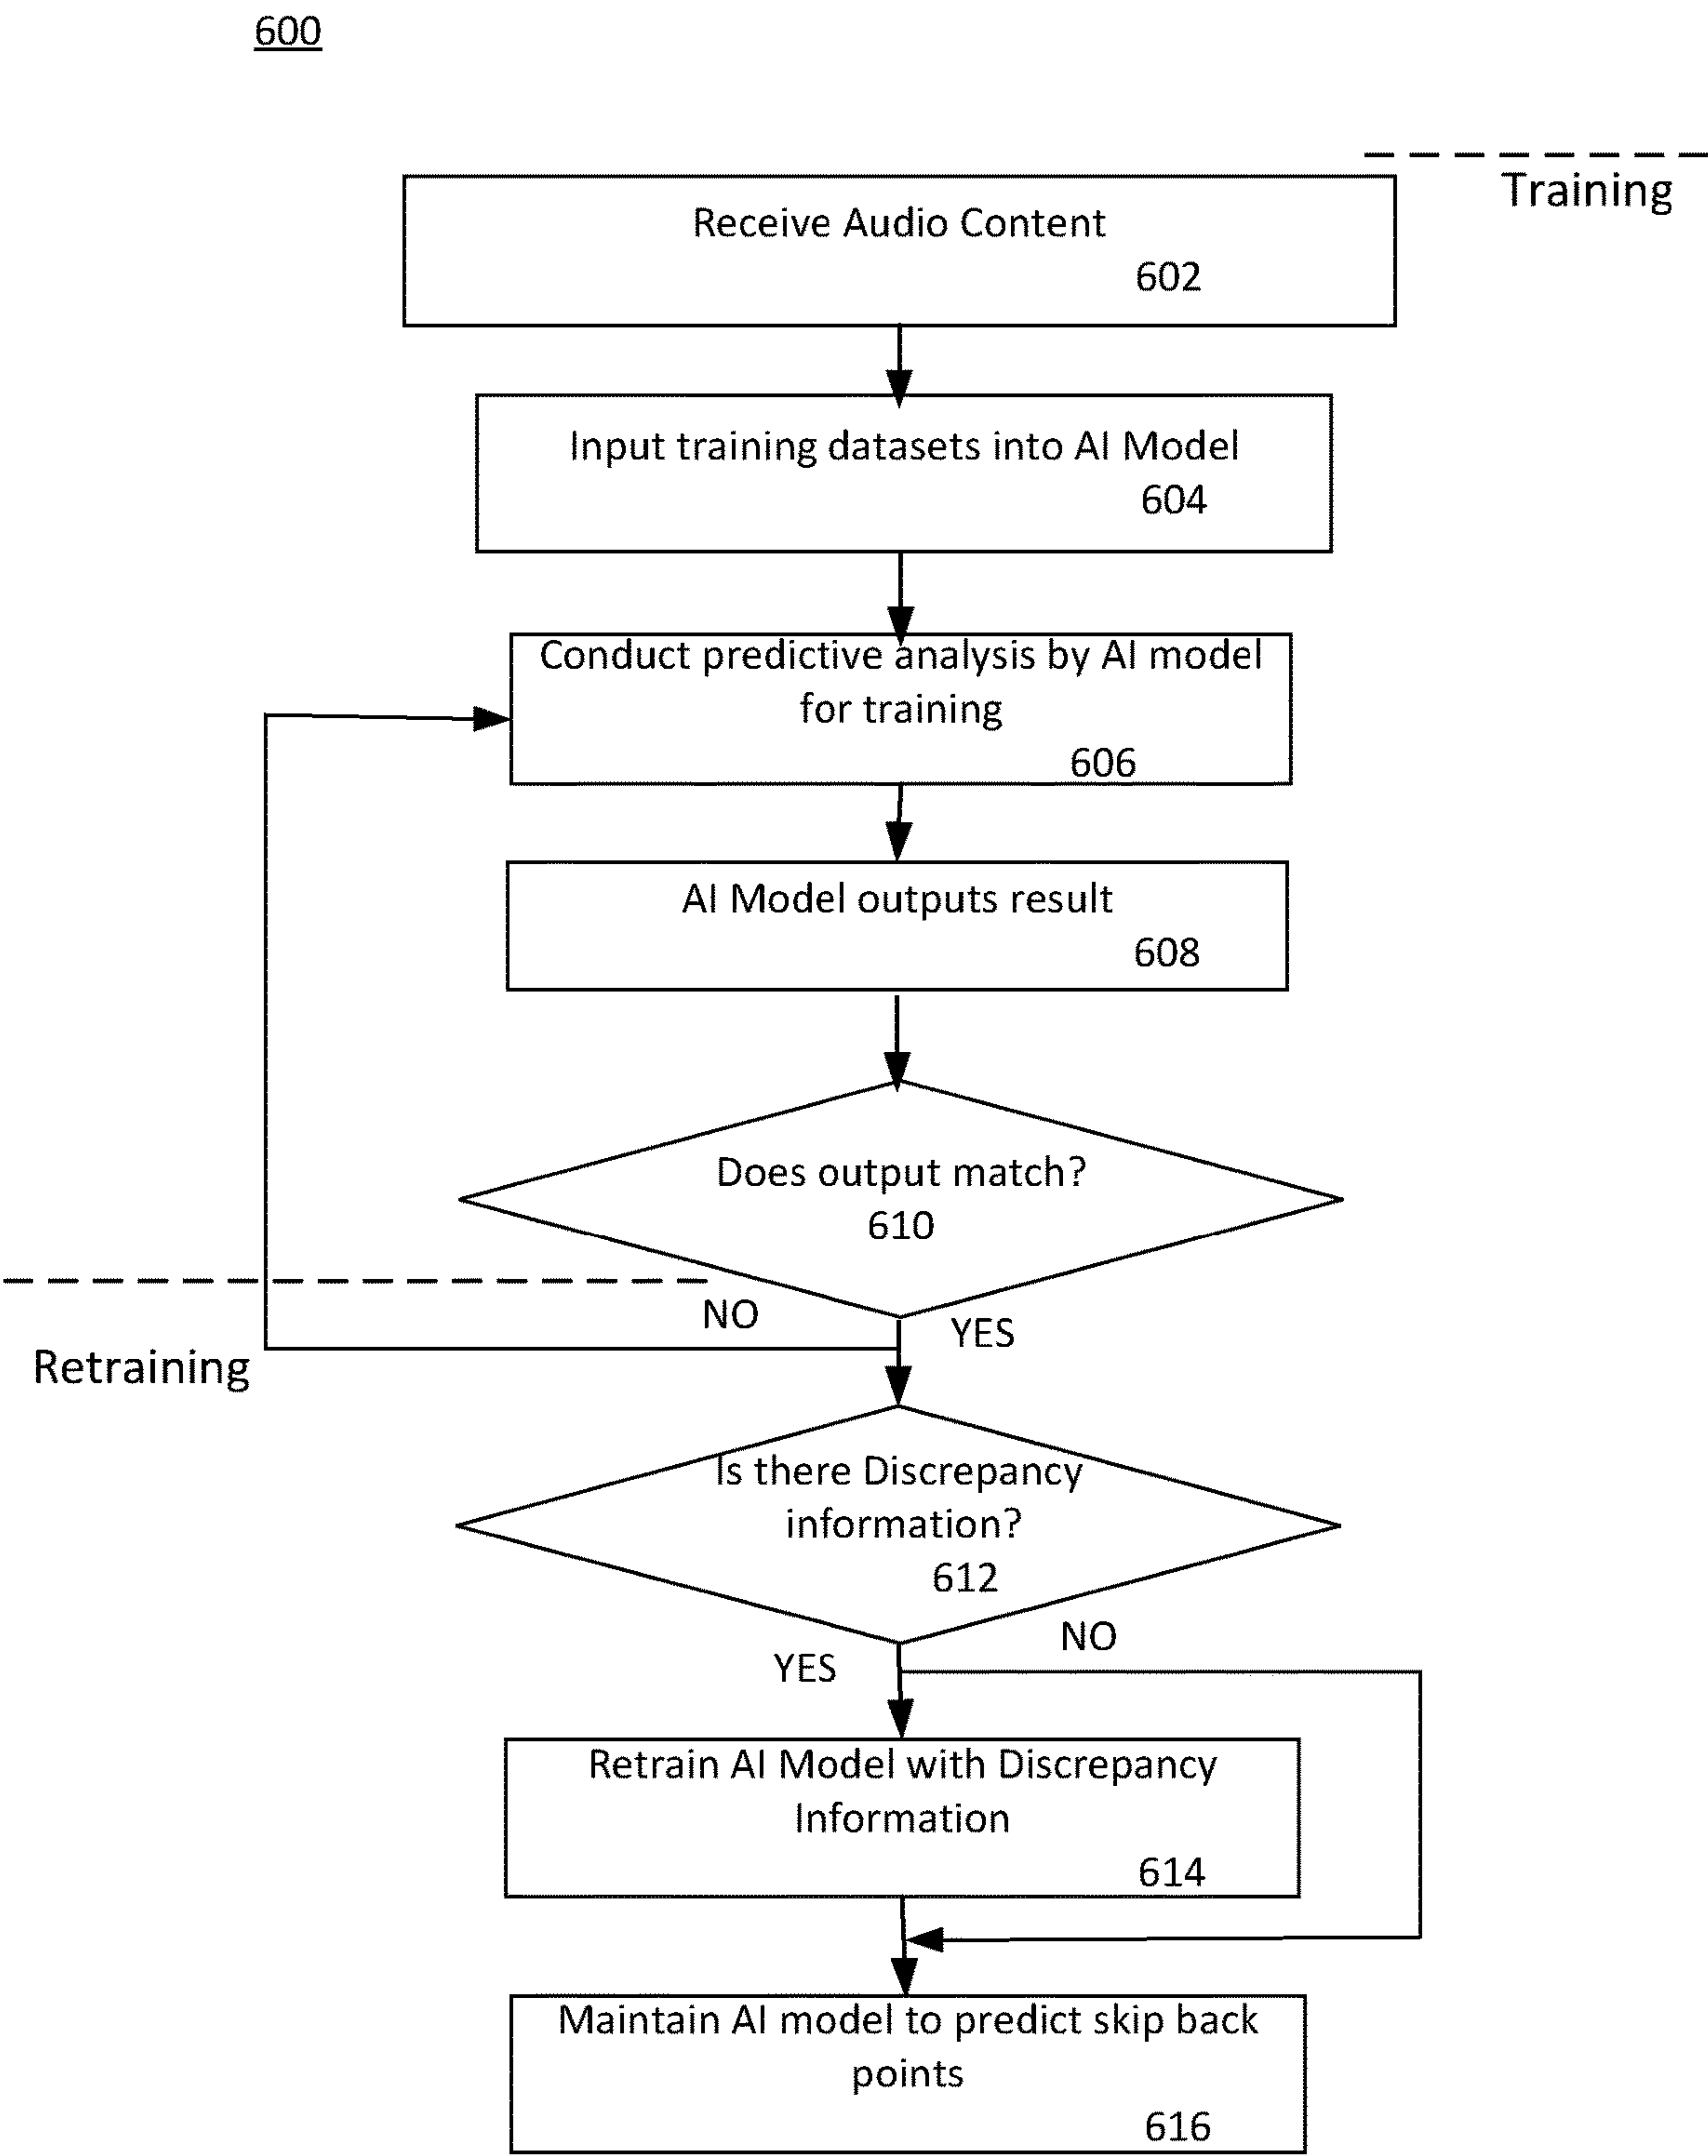 600
Training
Receive Audio Content
602
Input training datasets into AI Model
604
Conduct predictive analysis by AI model
for training
606
AI Model outputs result
608
Does output match?
610
NO
YES
Retraining
Is there Discrepancy
information?
612
NO
YES
Retrain AI Model with Discrepancy
Information
614
Maintain AI model to predict skip back
points
616